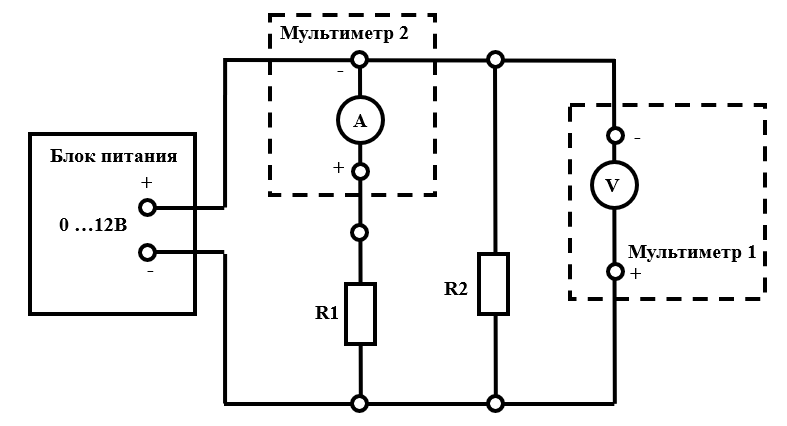 Мультиметр 2
-
A
+
Блок питания
+
0 ...12В
-
R1
R2
-
V
Мультиметр 1
+